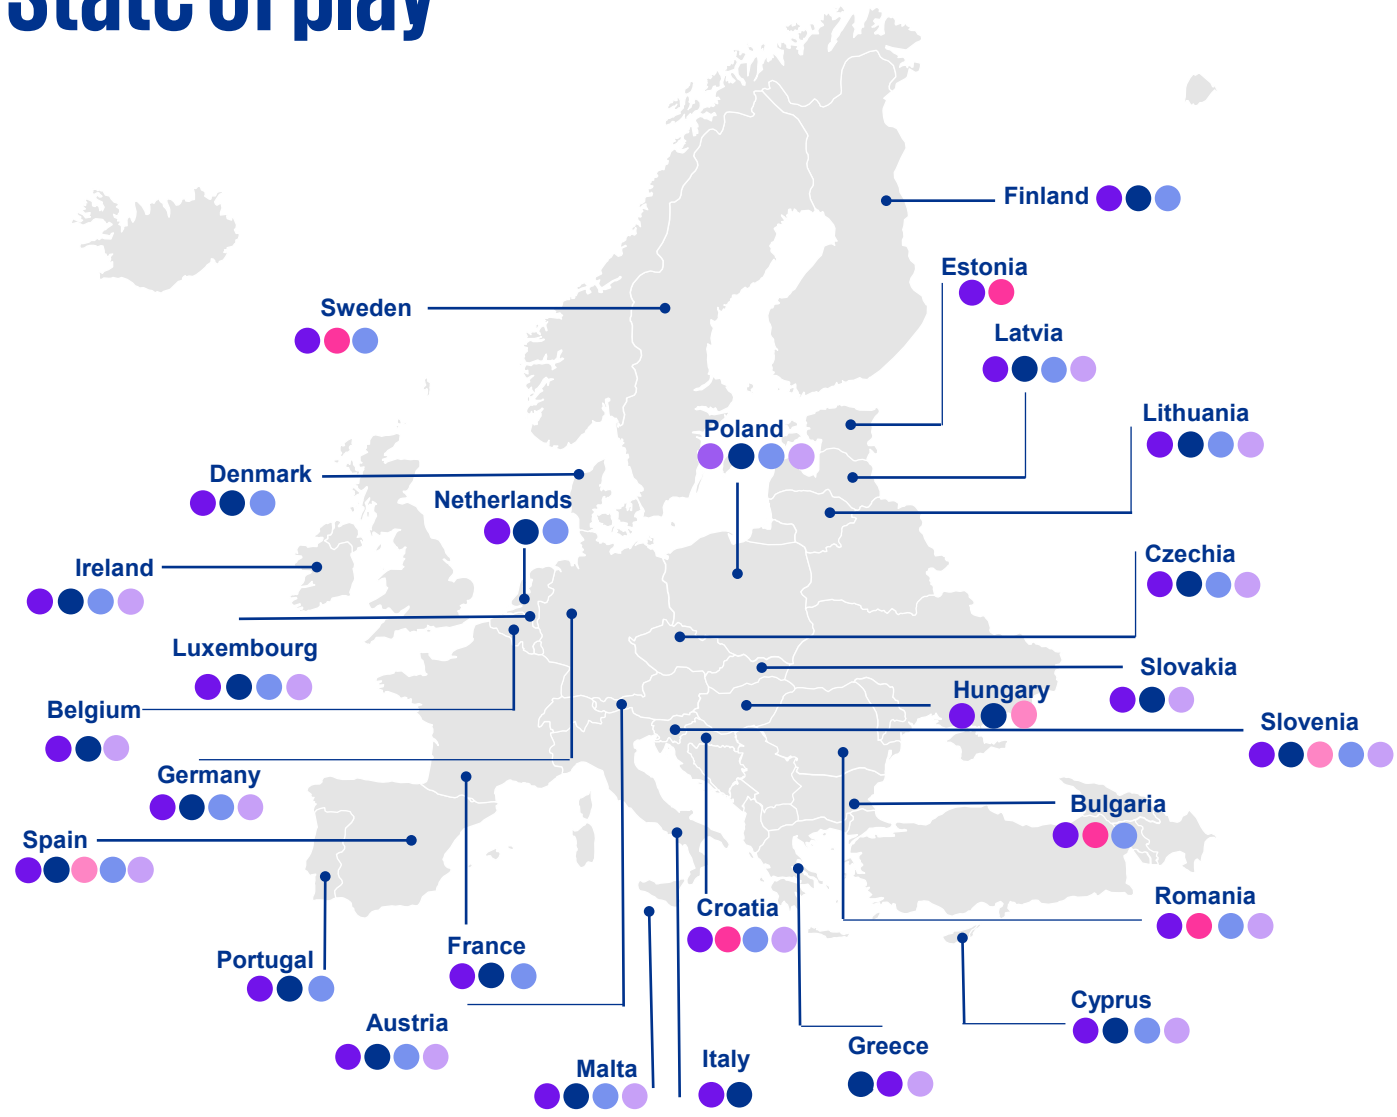 State of play
Finland
Estonia
Sweden
Latvia
Lithuania
Poland
Denmark
Netherlands
Czechia
Ireland
Luxembourg
Slovakia
Hungary
Belgium
Slovenia
Germany
Bulgaria
Spain
Romania
Croatia
France
Portugal
Cyprus
Austria
Greece
Italy
Malta